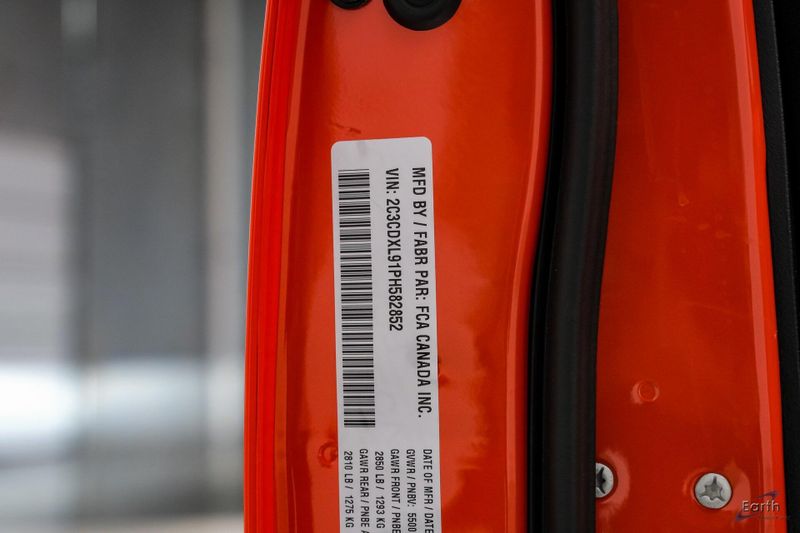 MFD BY / FABR PAR: FCA CANADA INC.
VIN: 2C3CDXL91PH582852
DATE OF MFR / DATE
GVWR / PNBV: 5500
GAWR FRONT / PNBE
2850 LB / 1293 KG
GAWR REAR / PNBE A
2810 LB / 1275 KG
Earth